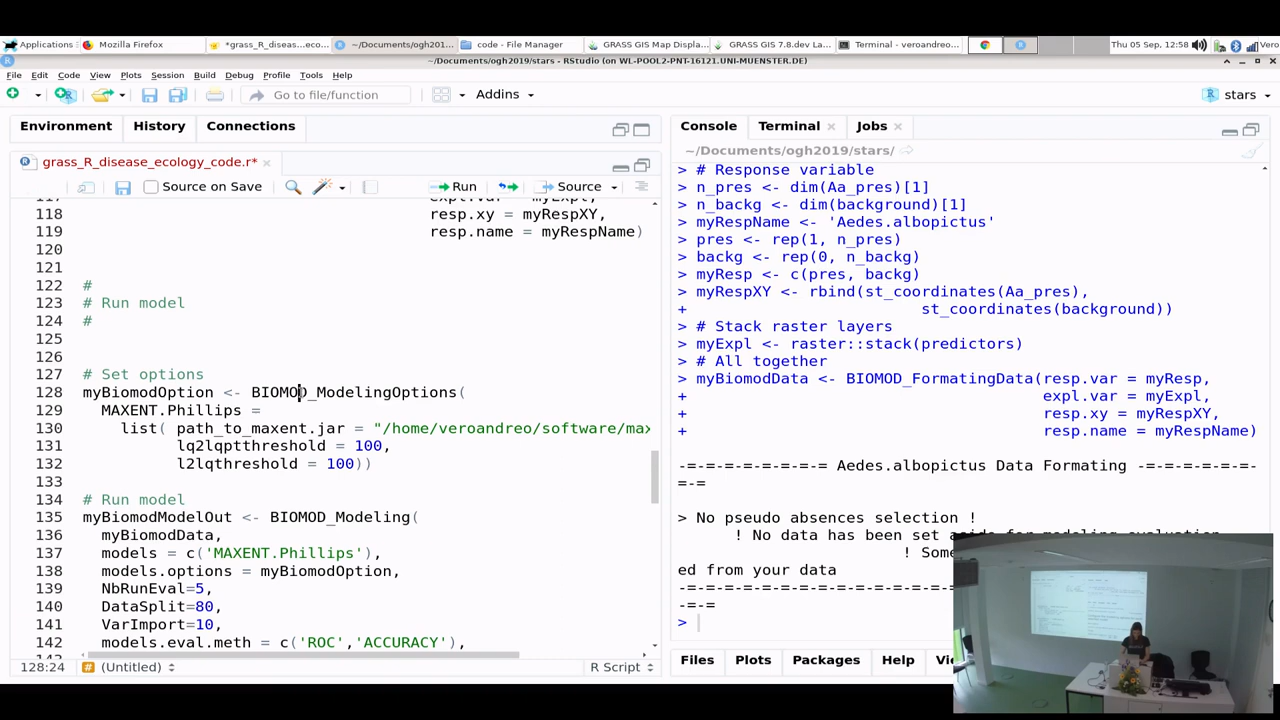 Applications
Mozilla Firefox
*grass_R_diseas...eco...
~/Documents/ogh201...
code - File Manager
GRASS GIS Map Displa...
GRASS GIS 7.8.dev La...
Terminal - veroandreo...
Thu 05 Sep, 12:58
Vero
~/Documents/ogh2019/stars - RStudio (on WL-POOL2-PNT-16121.UNI-MUENSTER.DE)
File Edit Code View Plots Session Build Debug Profile Tools Help
Go to file/function
Addins
stars
Environment History Connections
grass_R_disease_ecology_code.r*
Source on Save
Run
Source
118 resp.xy = myRespXY,
119 resp.name = myRespName)
120
121
122 #
123 # Run model
124 #
125
126
127 # Set options
128 myBiomodOption <- BIOMOD_ModelingOptions(
129 MAXENT.Phillips =
130 list( path_to_maxent.jar = "/home/veroandreo/software/max
131 lq2lqptthreshold = 100,
132 l2lqthreshold = 100))
133
134 # Run model
135 myBiomodModelOut <- BIOMOD_Modeling(
136 myBiomodData,
137 models = c('MAXENT.Phillips'),
138 models.options = myBiomodOption,
139 NbRunEval=5,
140 DataSplit=80,
141 VarImport=10,
142 models.eval.meth = c('ROC','ACCURACY'),
128:24 # (Untitled)
R Script
Console Terminal Jobs
~/Documents/ogh2019/stars/
> # Response variable
> n_pres <- dim(Aa_pres)[1]
> n_backg <- dim(background)[1]
> myRespName <- 'Aedes.albopictus'
> pres <- rep(1, n_pres)
> backg <- rep(0, n_backg)
> myResp <- c(pres, backg)
> myRespXY <- rbind(st_coordinates(Aa_pres),
+ st_coordinates(background))
> # Stack raster layers
> myExpl <- raster::stack(predictors)
> # All together
> myBiomodData <- BIOMOD_FormatingData(resp.var = myResp,
+ expl.var = myExpl,
+ resp.xy = myRespXY,
+ resp.name = myRespName)
-=-=-=-=-=-=-= Aedes.albopictus Data Formating -=-=-=-=-=-=-
=-=
> No pseudo absences selection !
! No data has been set aside for modeling evaluation
! Some
ed from your data
-=-=-=-=-=-=-=-=-=-=-=-=-=-=-=
-=-=
>
Files Plots Packages Help Vi